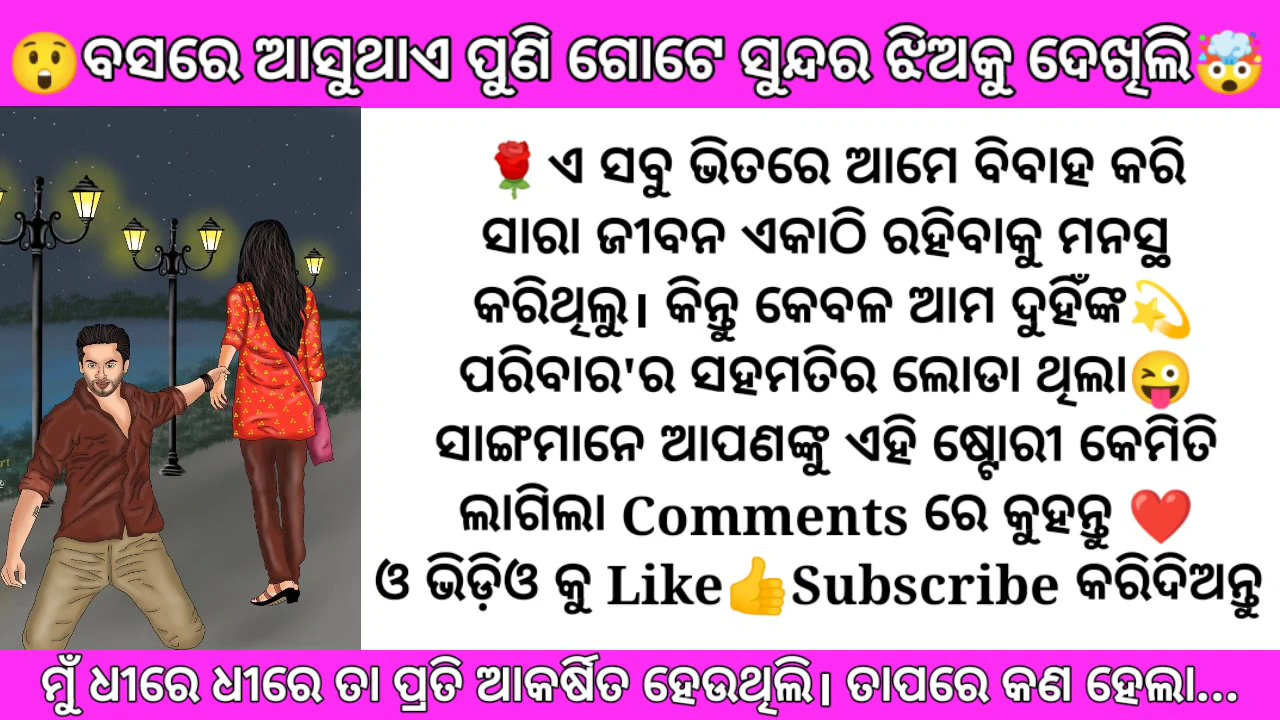 😲ବସରେ ଆସୁଥାଏ ପୁଣି ଗୋଟେ ସୁନ୍ଦର ଝିଅକୁ ଦେଖିଲି🤯
🌹ଏ ସବୁ ଭିତରେ ଆମେ ବିବାହ କରି
ସାରା ଜୀବନ ଏକାଠି ରହିବାକୁ ମନସ୍ଥ
କରିଥିଲୁ। କିନ୍ତୁ କେବଳ ଆମ ଦୁହିଁଙ୍କ💫
ପରିବାର'ର ସହମତିର ଲୋଡା ଥିଲା😜
ସାଙ୍ଗମାନେ ଆପଣଙ୍କୁ ଏହି ଷ୍ଟୋରୀ କେମିତି
ଲାଗିଲା Comments ରେ କୁହନ୍ତୁ ❤️
ଓ ଭିଡ଼ିଓ କୁ Like👍Subscribe କରିଦିଅନ୍ତୁ
ମୁଁ ଧୀରେ ଧୀରେ ତା ପ୍ରତି ଆକର୍ଷିତ ହେଉଥିଲି। ତାପରେ କଣ ହେଲା...